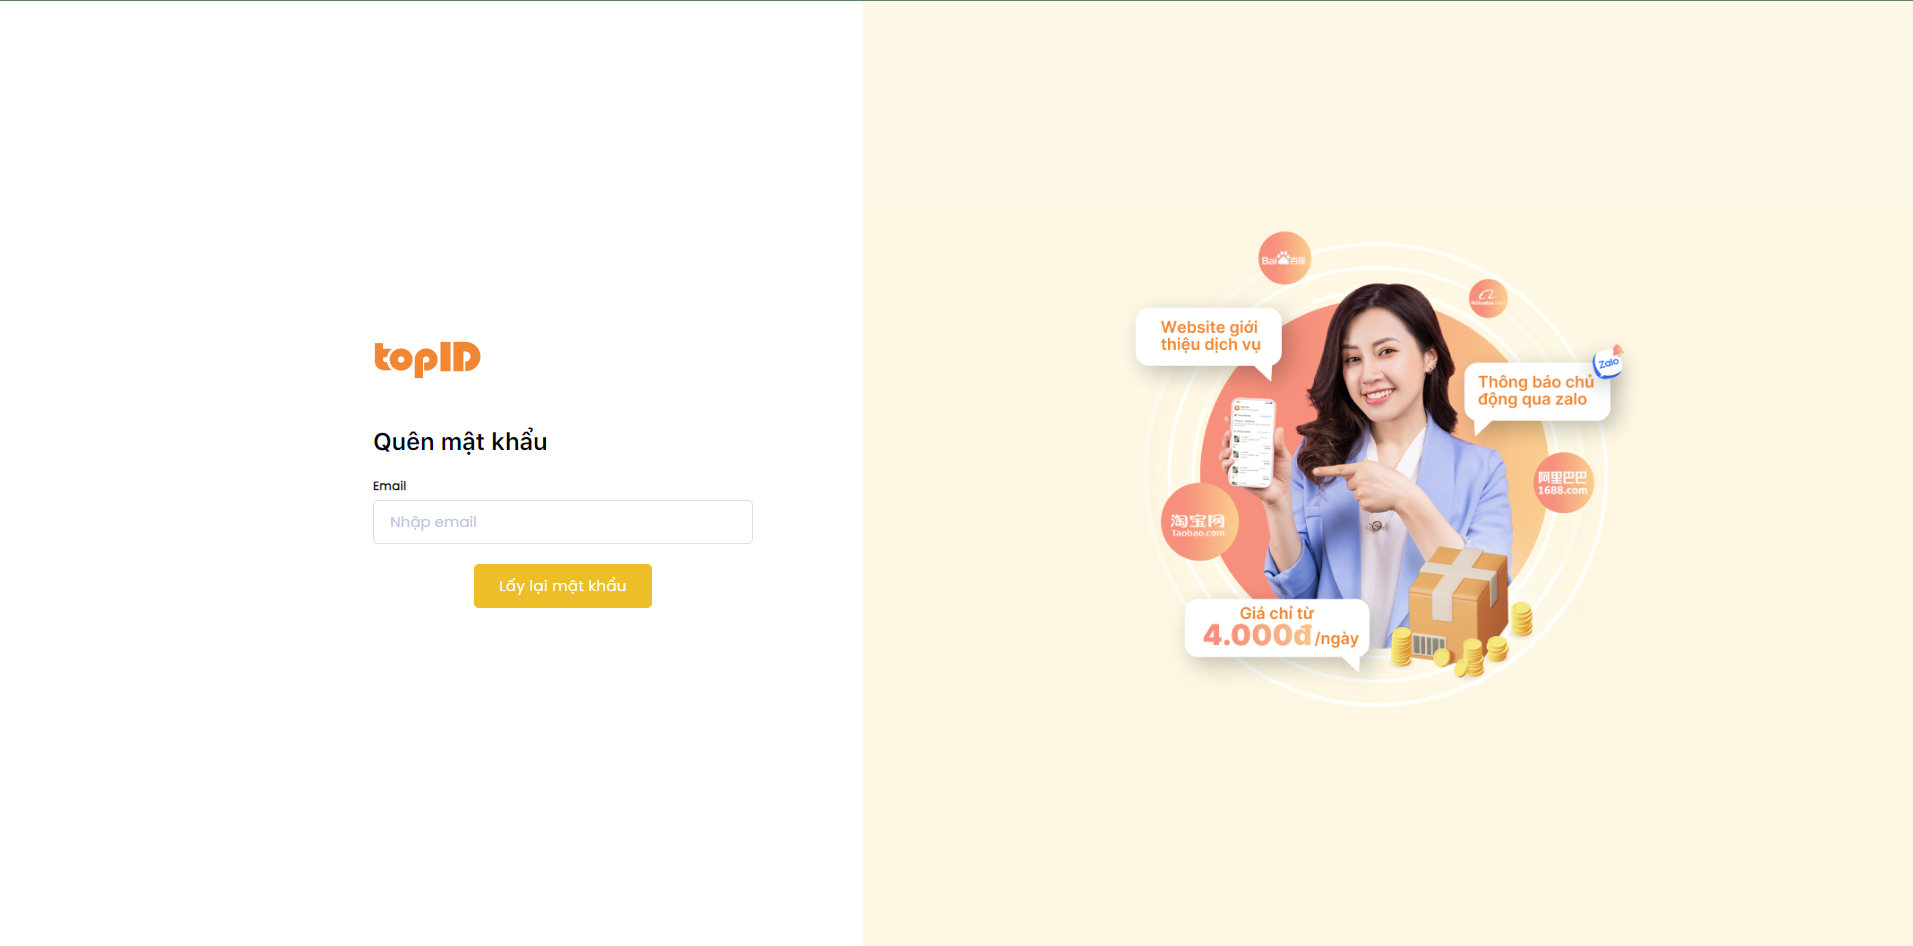 topID
Quên mật khẩu
Email
Nhập email
Lấy lại mật khẩu
Bai 百度
Alibaba.com
Website giới
thiệu dịch vụ
Zalo
Thông báo chủ
động qua zalo
阿里巴巴
1688.com
淘宝网
Taobao.com
Giá chỉ từ
4.000đ/ngày